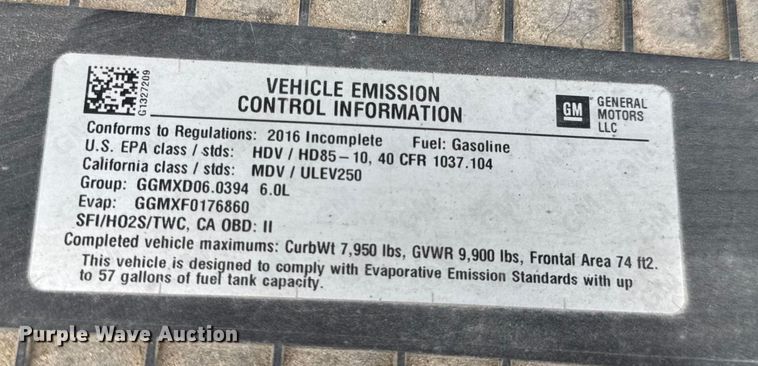 G1327209
VEHICLE EMISSION
CONTROL INFORMATION
GM
GENERAL
MOTORS
LLC
Conforms to Regulations: 2016 Incomplete Fuel: Gasoline
U.S. EPA class / stds: HDV / HD85-10, 40 CFR 1037.104
California class / stds: MDV / ULEV250
Group: GGMXD06.0394 6.0L
Evap: GGMXF0176860
SFI/HO2S/TWC, CA OBD: II
Completed vehicle maximums: CurbWt 7,950 lbs, GVWR 9,900 lbs, Frontal Area 74 ft2.
This vehicle is designed to comply with Evaporative Emission Standards with up
to 57 gallons of fuel tank capacity.
Purple Wave Auction